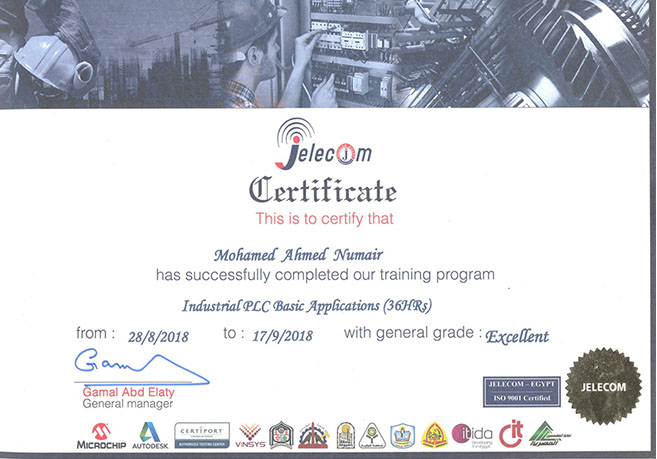 Jelecom
Certificate
This is to certify that
Mohamed Ahmed Numair
has successfully completed our training program
Industrial PLC Basic Applications (36HRs)
from : 28/8/2018 to : 17/9/2018 with general grade : Excellent
Gamal Abd Elaty
General manager
JELECOM – EGYPT
ISO 9001 Certified
JELECOM
MICROCHIP
AUTODESK
CERTIPORT
AUTHORIZED TESTING CENTER
VINSYS
itida
cit